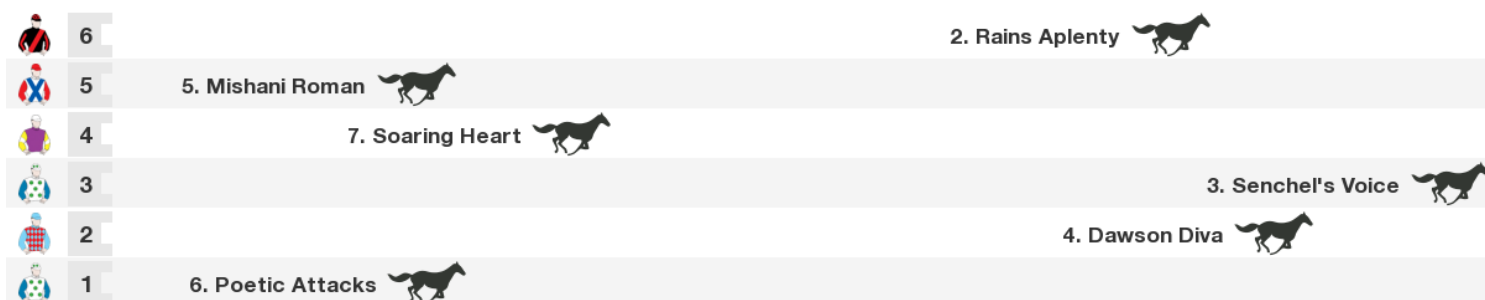 6 2. Rains Aplenty
5 5. Mishani Roman
4 7. Soaring Heart
3 3. Senchel's Voice
2 4. Dawson Diva
1 6. Poetic Attacks